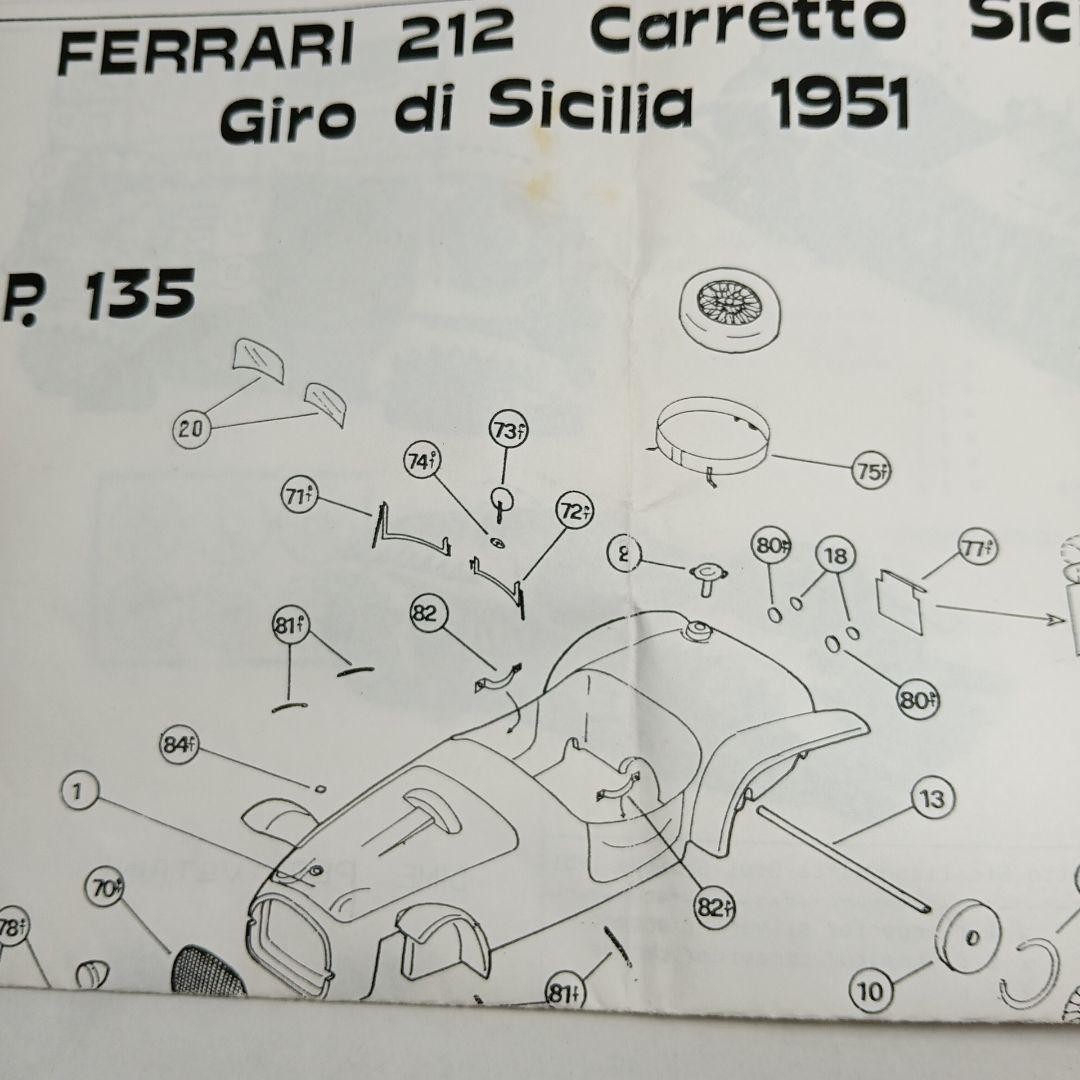 FERRARI 212 Carretto Sic
Giro di Sicilia 1951
P. 135
20
73f
74f
71f
72f
75f
8
80f
18
77f
81f
82
80f
84f
1
13
70f
82f
78f
81f
10